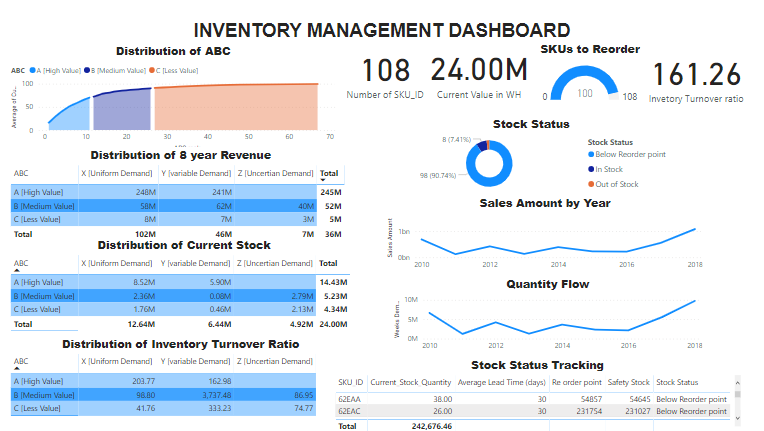 INVENTORY MANAGEMENT DASHBOARD
Distribution of ABC
ABC A [High Value] B [Medium Value] C [Less Value]
Average of Cu...
100
50
0
0 10 20 30 40 50 60 70
108
Number of SKU_ID
24.00M
Current Value in WH
SKUs to Reorder
0 100 108
161.26
Invetory Turnover ratio
Stock Status
8 (7.41%)
98 (90.74%)
Stock Status
Below Reorder point
In Stock
Out of Stock
Distribution of 8 year Revenue
ABC X [Uniform Demand] Y [variable Demand] Z [Uncertian Demand] Total
A [High Value] 248M 241M 245M
B [Medium Value] 58M 62M 40M 52M
C [Less Value] 8M 7M 3M 5M
Total 102M 46M 7M 36M
Distribution of Current Stock
ABC X [Uniform Demand] Y [variable Demand] Z [Uncertian Demand] Total
A [High Value] 8.52M 5.90M 14.43M
B [Medium Value] 2.36M 0.08M 2.79M 5.23M
C [Less Value] 1.76M 0.46M 2.13M 4.34M
Total 12.64M 6.44M 4.92M 24.00M
Distribution of Inventory Turnover Ratio
ABC X [Uniform Demand] Y [variable Demand] Z [Uncertian Demand]
A [High Value] 203.77 162.98
B [Medium Value] 98.80 3,737.48 86.95
C [Less Value] 41.76 333.23 74.77
Sales Amount by Year
Sales Amount
1bn
0bn
2010 2012 2014 2016 2018
Quantity Flow
Weeks Dem...
10M
5M
0M
2010 2012 2014 2016 2018
Stock Status Tracking
SKU_ID Current_Stock_Quantity Average Lead Time (days) Re order point Safety Stock Stock Status
62EAA 38.00 30 54857 54645 Below Reorder point
62EAC 26.00 30 231754 231027 Below Reorder point
Total 242,676.46